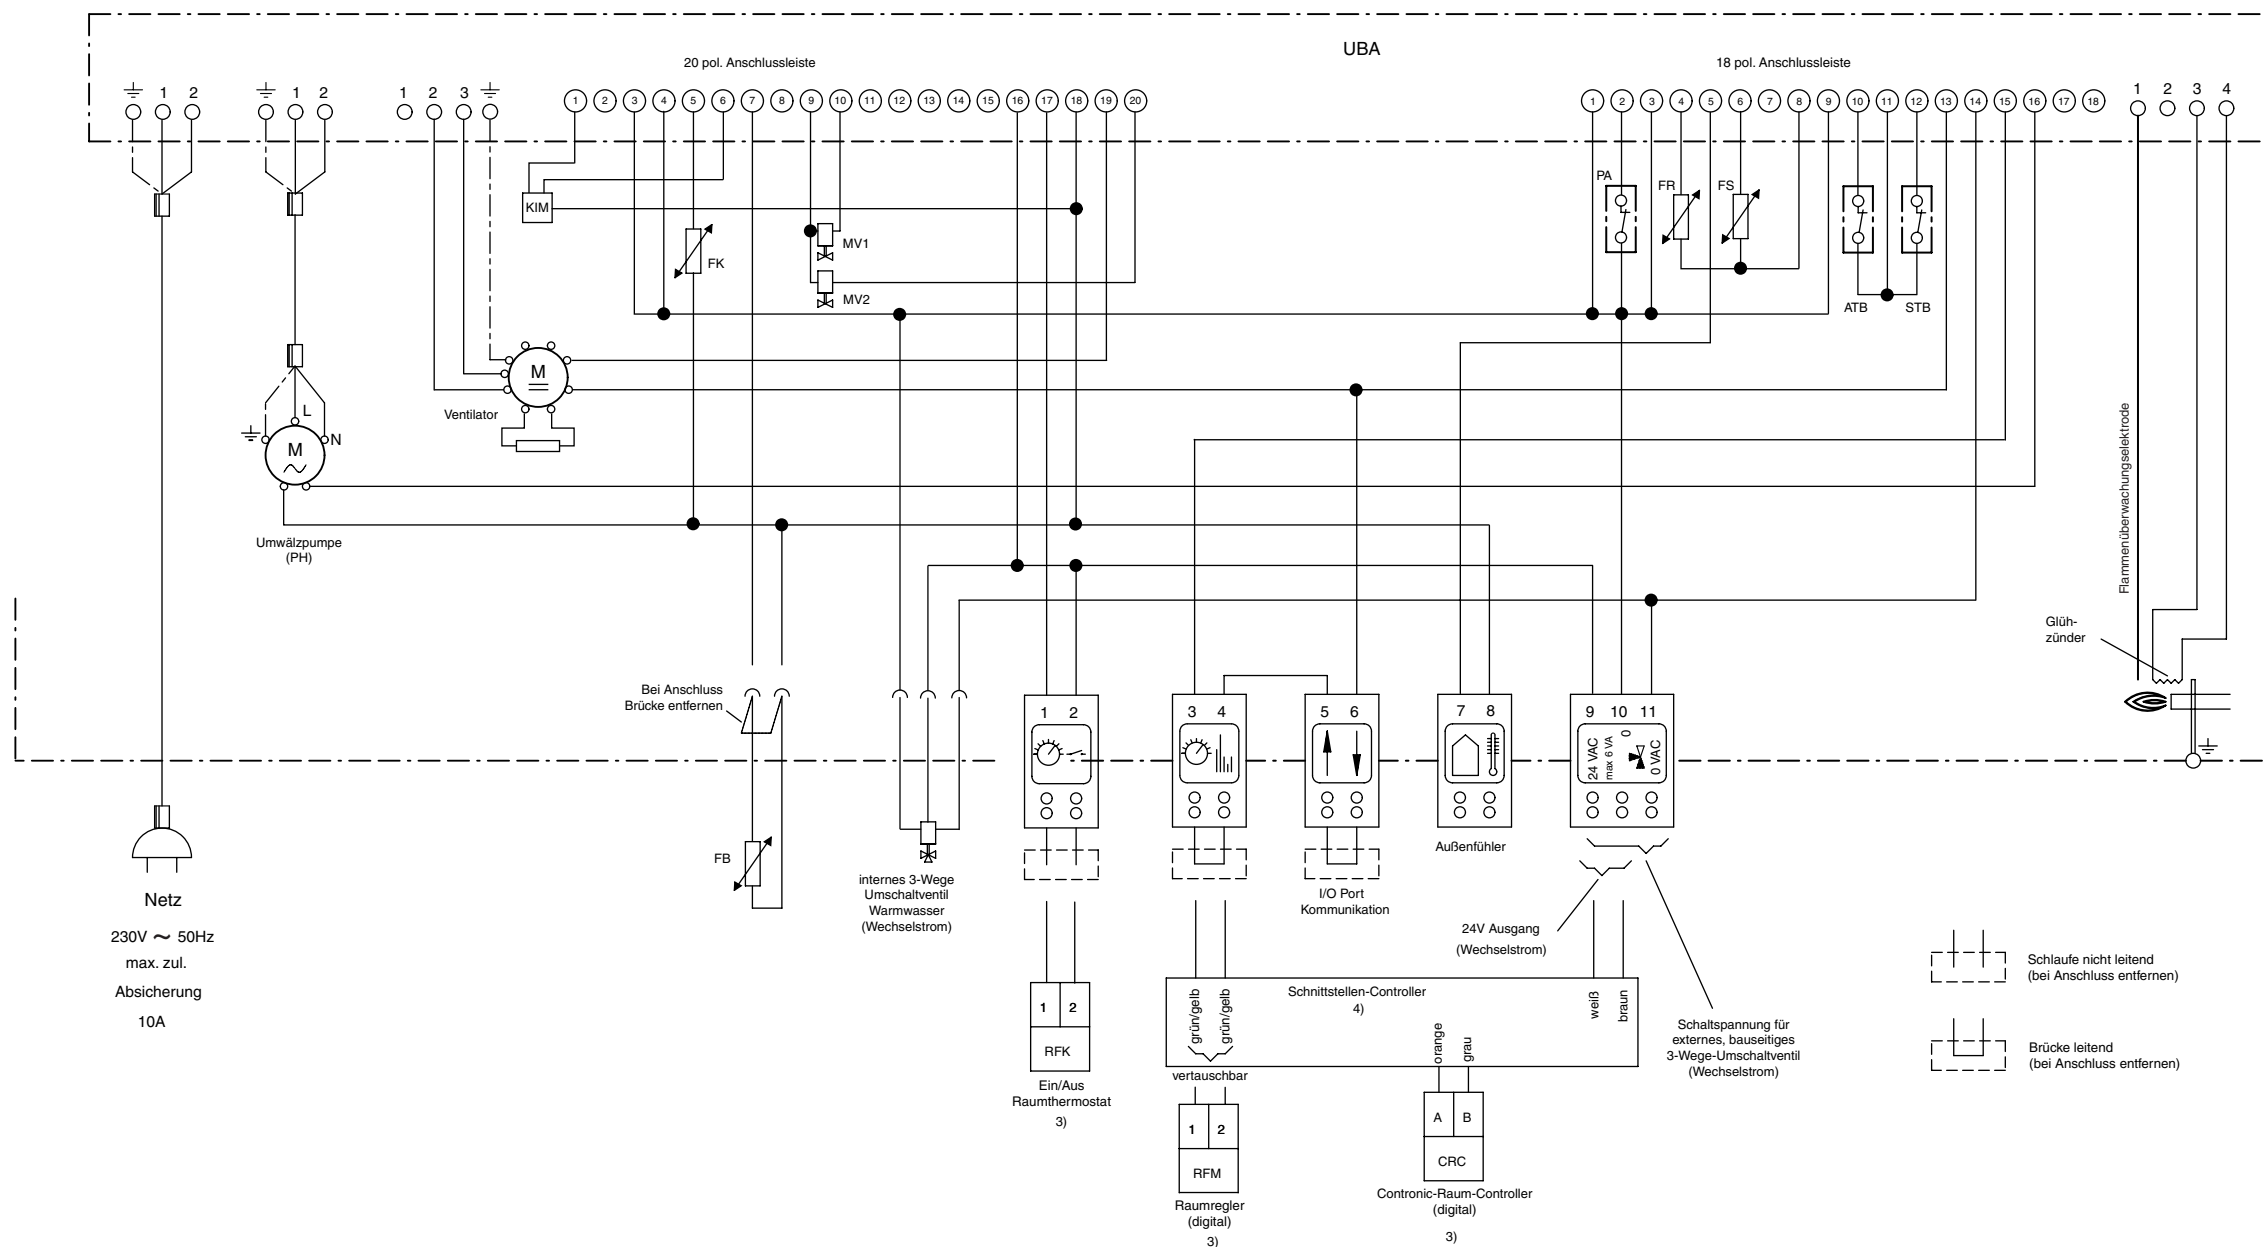 UBA
20 pol. Anschlussleiste
18 pol. Anschlussleiste
1 2
1 2
1 2 3
1 2 3 4 5 6 7 8 9 10 11 12 13 14 15 16 17 18 19 20
1 2 3 4 5 6 7 8 9 10 11 12 13 14 15 16 17 18
1 2 3 4
KIM
FK
MV1
MV2
PA
FR
FS
ATB
STB
M
Ventilator
L
N
M
Umwälzpumpe
(PH)
Flammenüberwachungselektrode
Glüh-
zünder
Bei Anschluss
Brücke entfernen
FB
internes 3-Wege
Umschaltventil
Warmwasser
(Wechselstrom)
1 2
3 4
5 6
7 8
9 10 11
24 VAC
max 6 VA
0
0 VAC
Außenfühler
I/O Port
Kommunikation
24V Ausgang
(Wechselstrom)
Netz
230V ~ 50Hz
max. zul.
Absicherung
10A
1 2
RFK
Ein/Aus
Raumthermostat
3)
Schnittstellen-Controller
4)
grün/gelb
grün/gelb
vertauschbar
orange
grau
weiß
braun
1 2
RFM
Raumregler
(digital)
3)
A B
CRC
Contronic-Raum-Controller
(digital)
3)
Schaltspannung für
externes, bauseitiges
3-Wege-Umschaltventil
(Wechselstrom)
Schlaufe nicht leitend
(bei Anschluss entfernen)
Brücke leitend
(bei Anschluss entfernen)